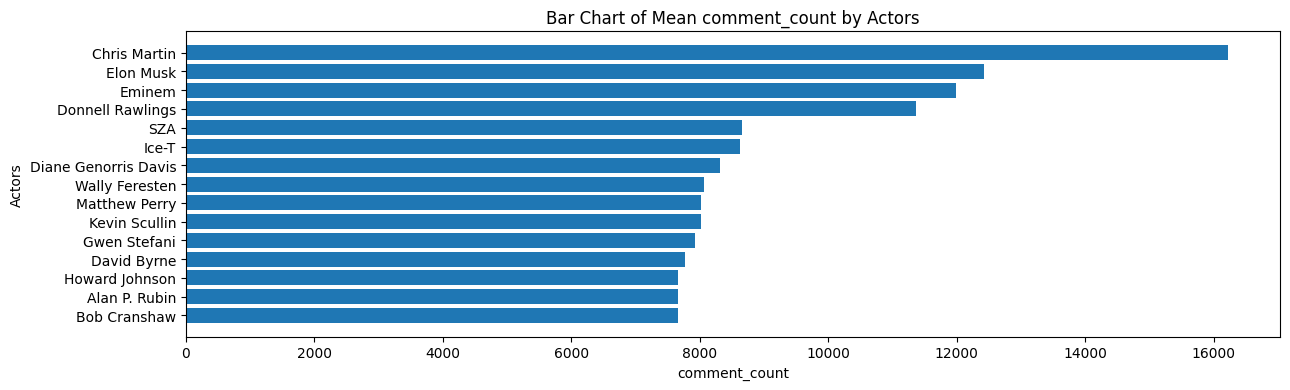 Bar Chart of Mean comment_count by Actors
Actors
Chris Martin
Elon Musk
Eminem
Donnell Rawlings
SZA
Ice-T
Diane Genorris Davis
Wally Feresten
Matthew Perry
Kevin Scullin
Gwen Stefani
David Byrne
Howard Johnson
Alan P. Rubin
Bob Cranshaw
0 2000 4000 6000 8000 10000 12000 14000 16000
comment_count